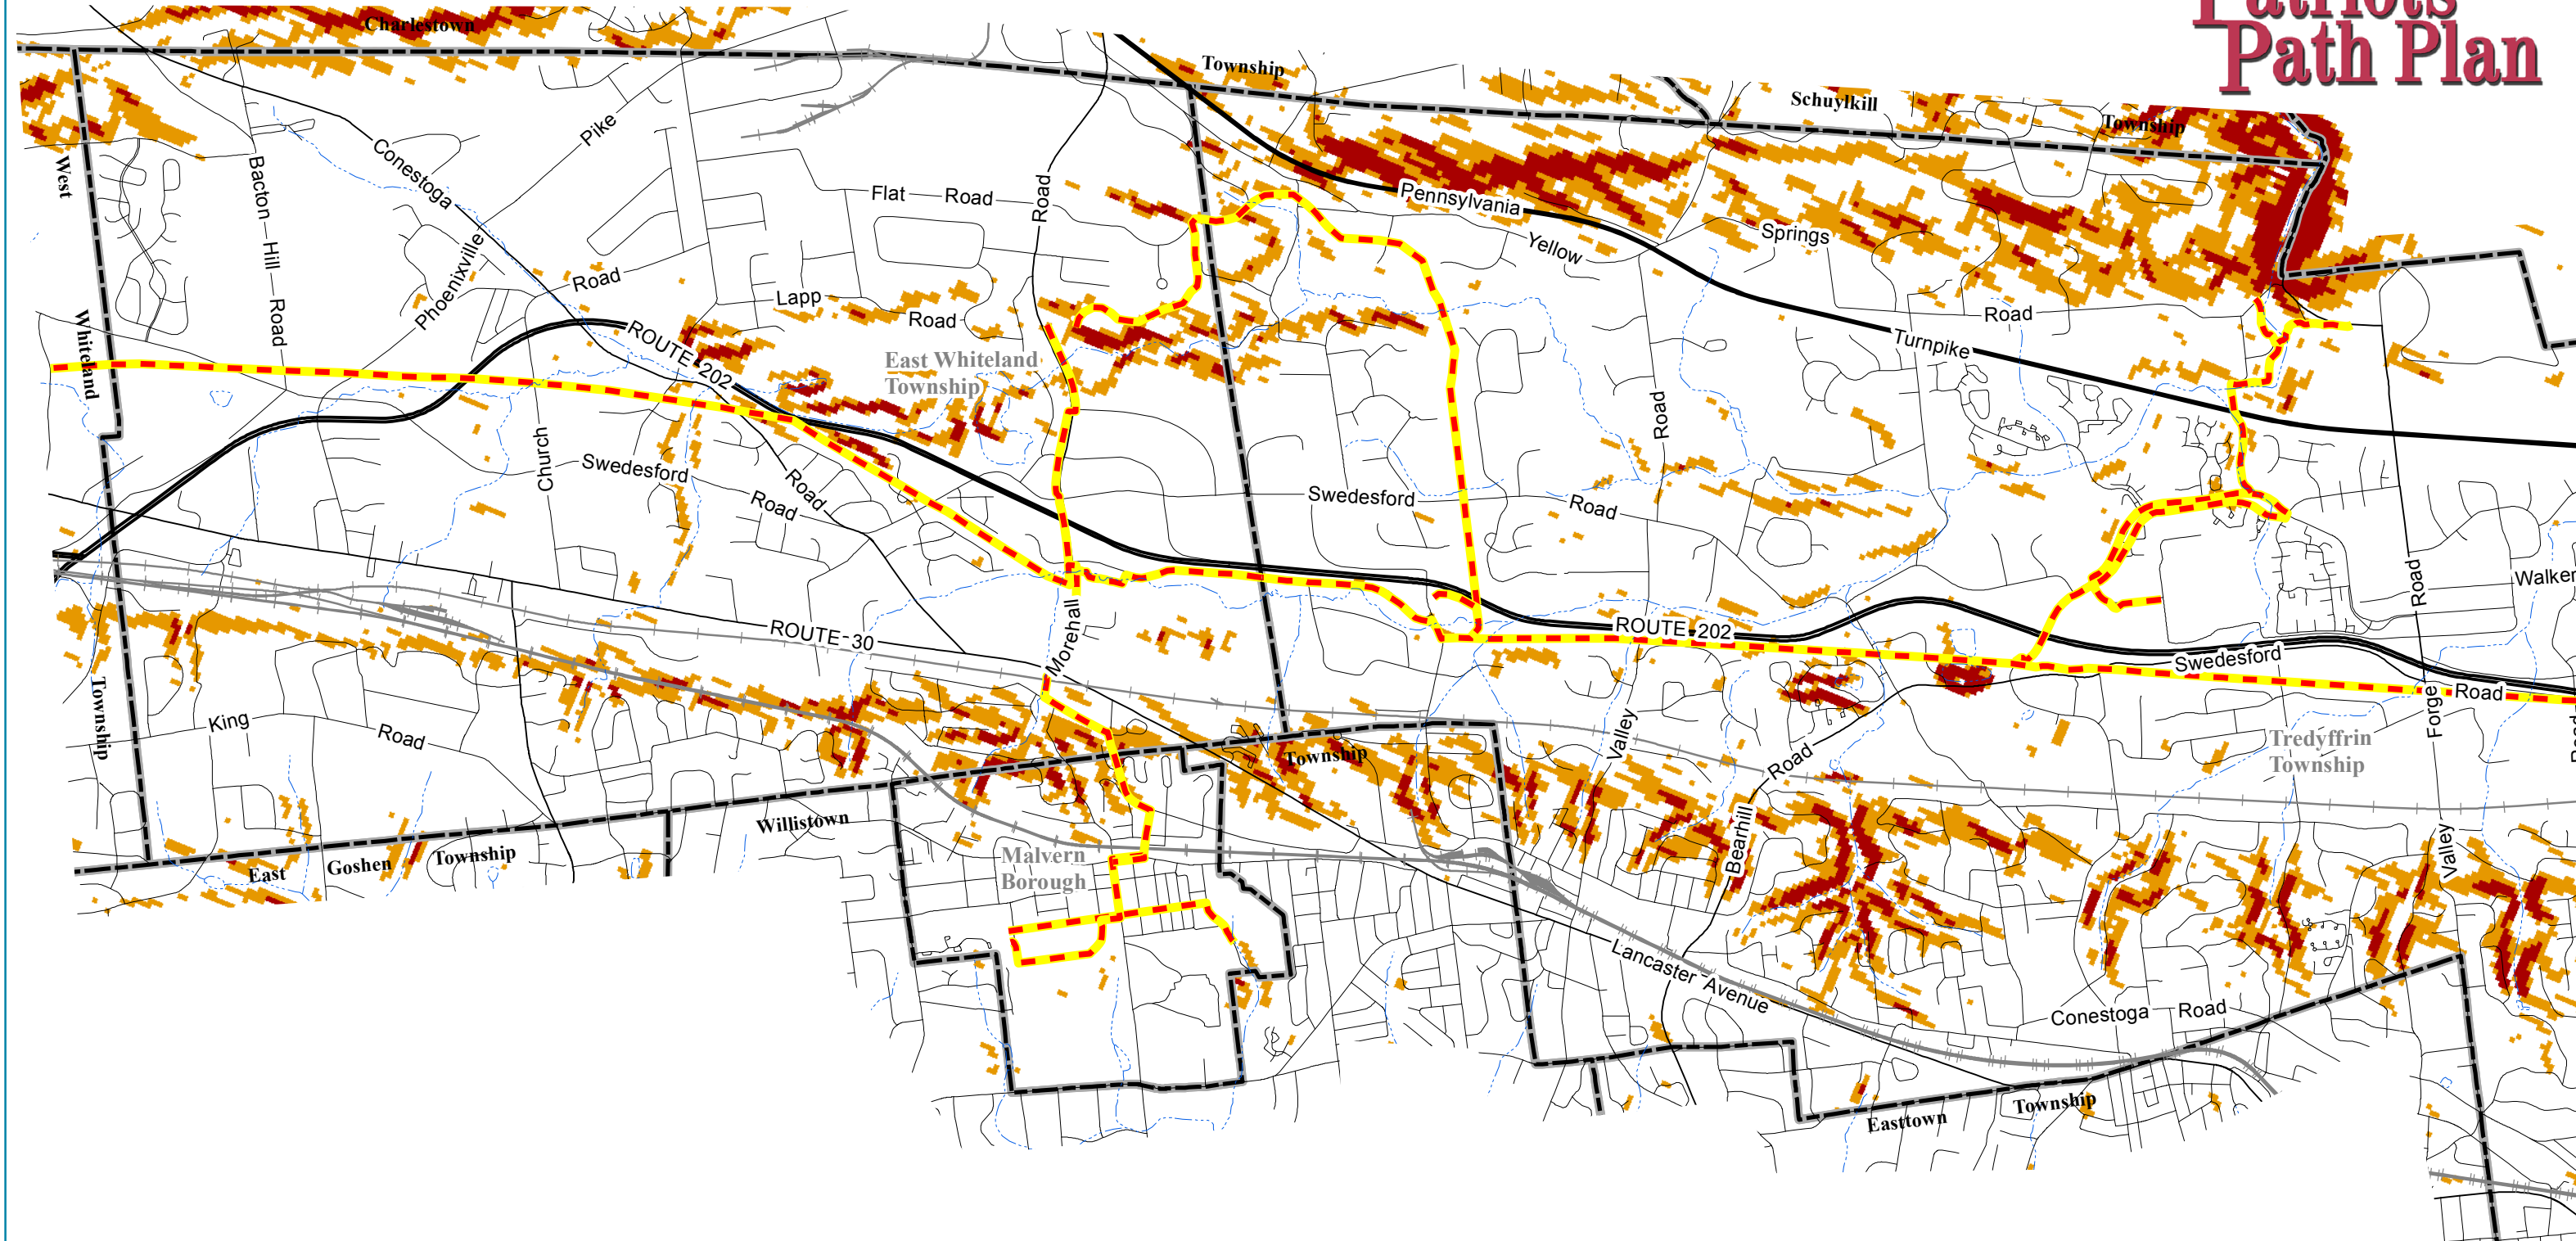 Patriots
Path Plan
Charlestown
Township
Schuylkill
Township
West
Whiteland
Township
Bacton Hill Road
Conestoga
Road
Pike
Phoenixville
Flat Road
Road
Road
Lapp
Road
Pennsylvania
Turnpike
Yellow
Springs
Road
ROUTE 202
East Whiteland
Township
Church
Swedesford
Road
Swedesford
Road
Road
Road
Walker
ROUTE 30
Morehall
ROUTE 202
Swedesford
Road
Forge
Valley
King
Road
Township
Valley
Road
Bearhill
Tredyffrin
Township
Willistown
East Goshen Township
Malvern
Borough
Lancaster Avenue
Conestoga Road
Easttown
Township